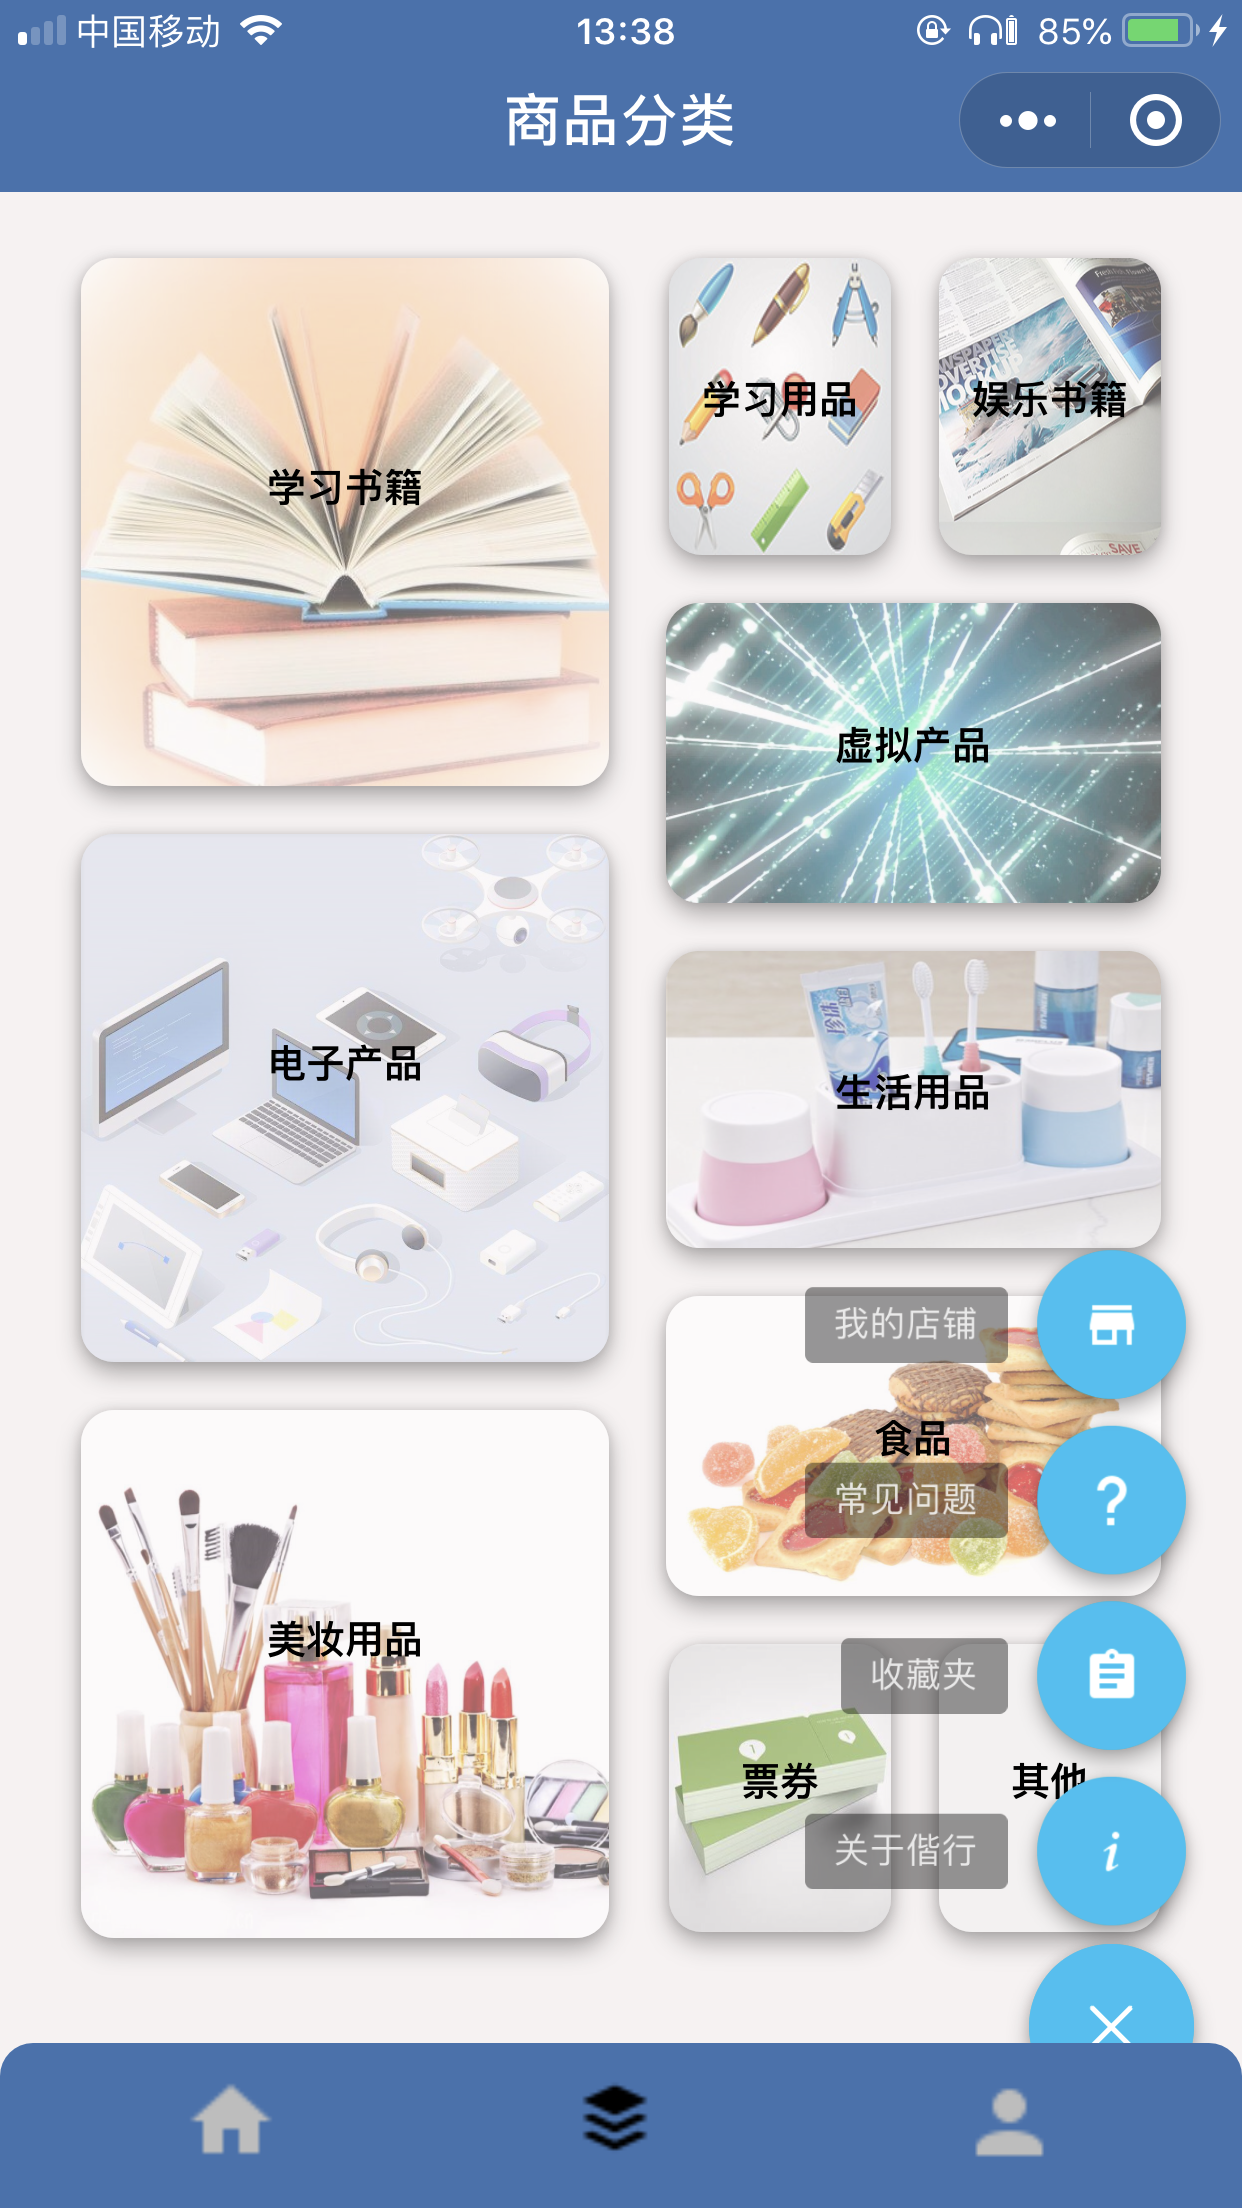 中国移动
13:38
85%
商品分类
学习书籍
学习用品
娱乐书籍
虚拟产品
电子产品
生活用品
我的店铺
食品
常见问题
美妆用品
收藏夹
票券
其他
关于偕行
SAVE